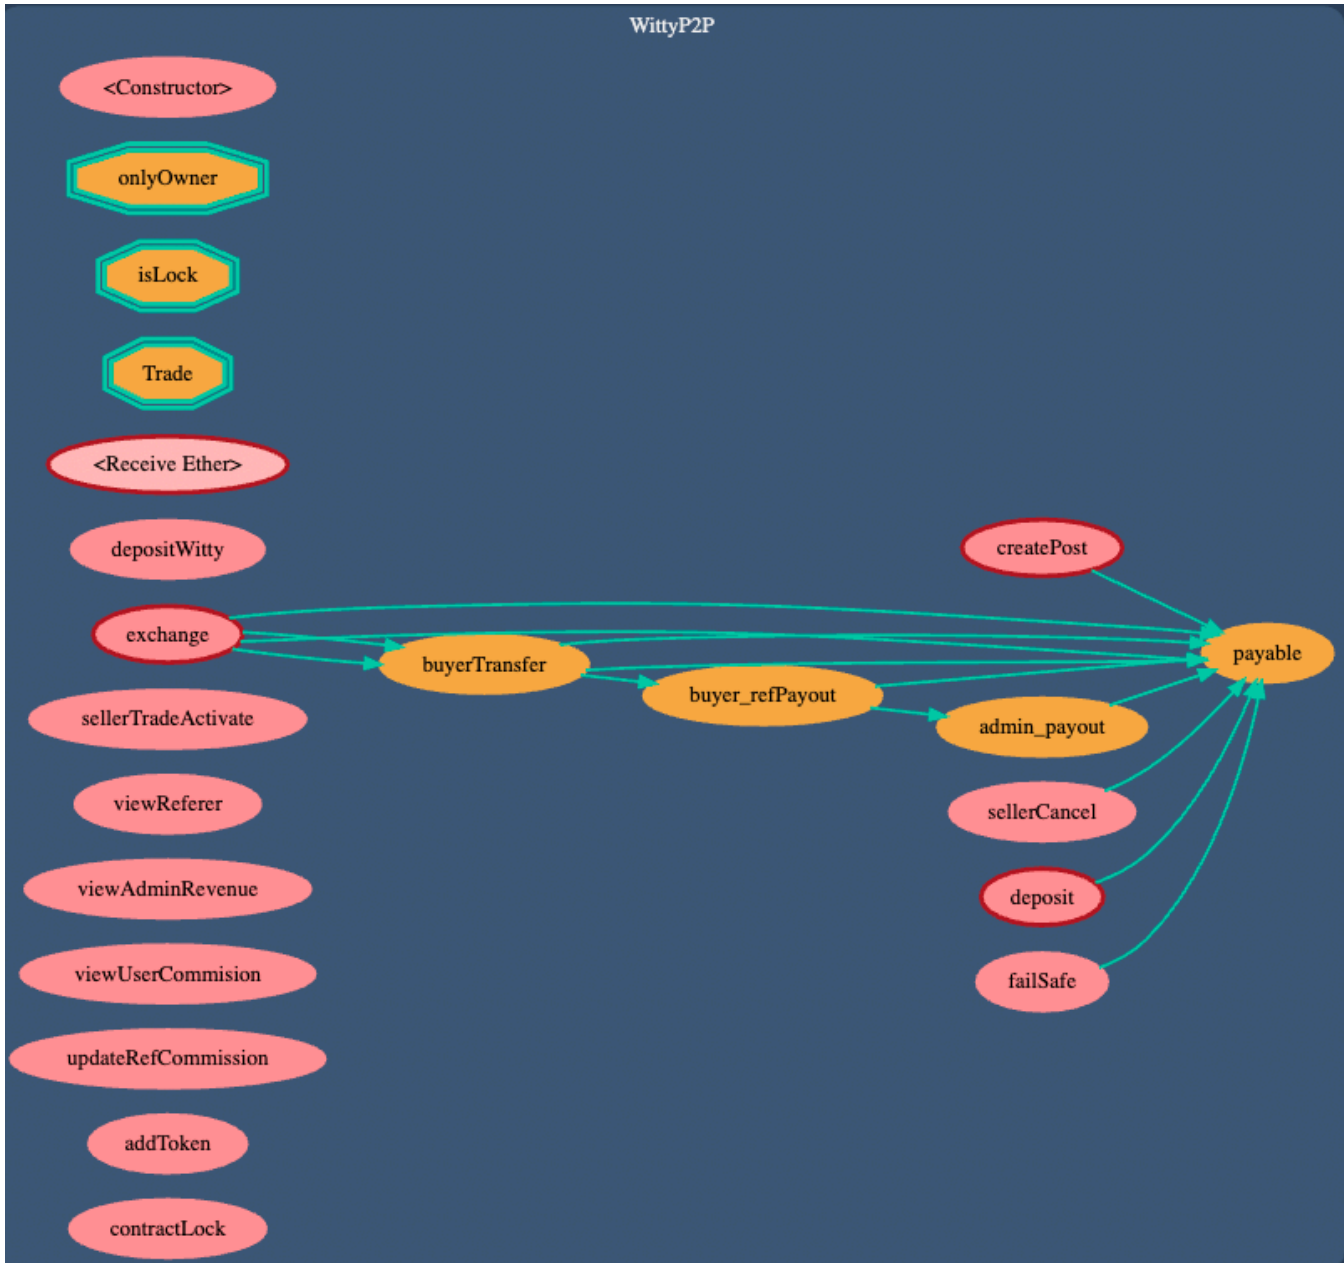 WittyP2P
<Constructor>
onlyOwner
isLock
Trade
<Receive Ether>
depositWitty
createPost
exchange
payable
buyerTransfer
buyer_refPayout
sellerTradeActivate
admin_payout
viewReferer
sellerCancel
viewAdminRevenue
deposit
viewUserCommision
failSafe
updateRefCommission
addToken
contractLock